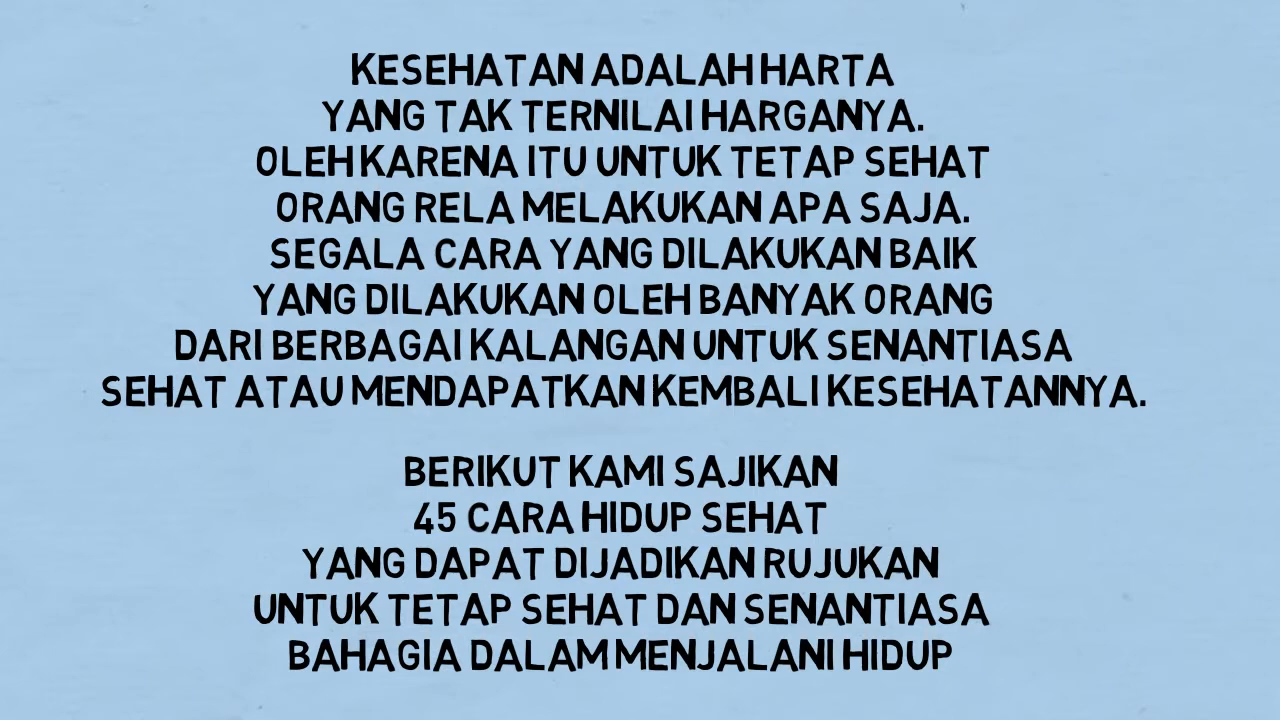 KESEHATAN ADALAH HARTA
YANG TAK TERNILAI HARGANYA.
OLEH KARENA ITU UNTUK TETAP SEHAT
ORANG RELA MELAKUKAN APA SAJA.
SEGALA CARA YANG DILAKUKAN BAIK
YANG DILAKUKAN OLEH BANYAK ORANG
DARI BERBAGAI KALANGAN UNTUK SENANTIASA
SEHAT ATAU MENDAPATKAN KEMBALI KESEHATANNYA.
BERIKUT KAMI SAJIKAN
45 CARA HIDUP SEHAT
YANG DAPAT DIJADIKAN RUJUKAN
UNTUK TETAP SEHAT DAN SENANTIASA
BAHAGIA DALAM MENJALANI HIDUP